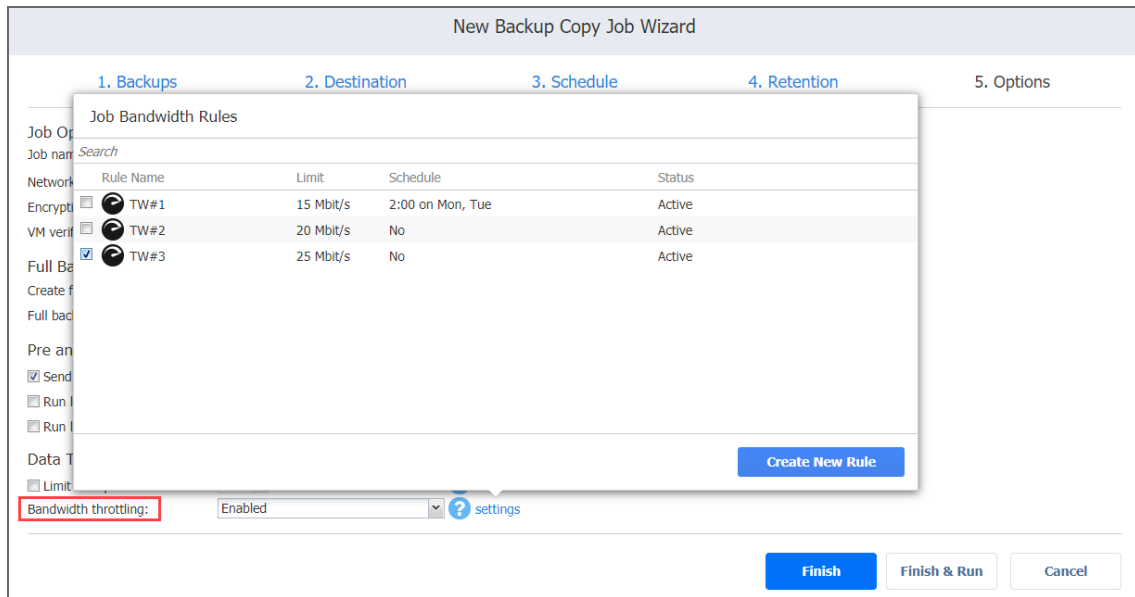 New Backup Copy Job Wizard
1. Backups 2. Destination 3. Schedule 4. Retention 5. Options
Job Bandwidth Rules
Job Op
Search
Job nam
Rule Name Limit Schedule Status
Network
TW#1 15 Mbit/s 2:00 on Mon, Tue Active
Encrypti
TW#2 20 Mbit/s No Active
VM verif
TW#3 25 Mbit/s No Active
Full Ba
Create f
Full bac
Pre an
Send
Run l
Run l
Data T
Create New Rule
Limit
Bandwidth throttling: Enabled ? settings
Finish Finish & Run Cancel